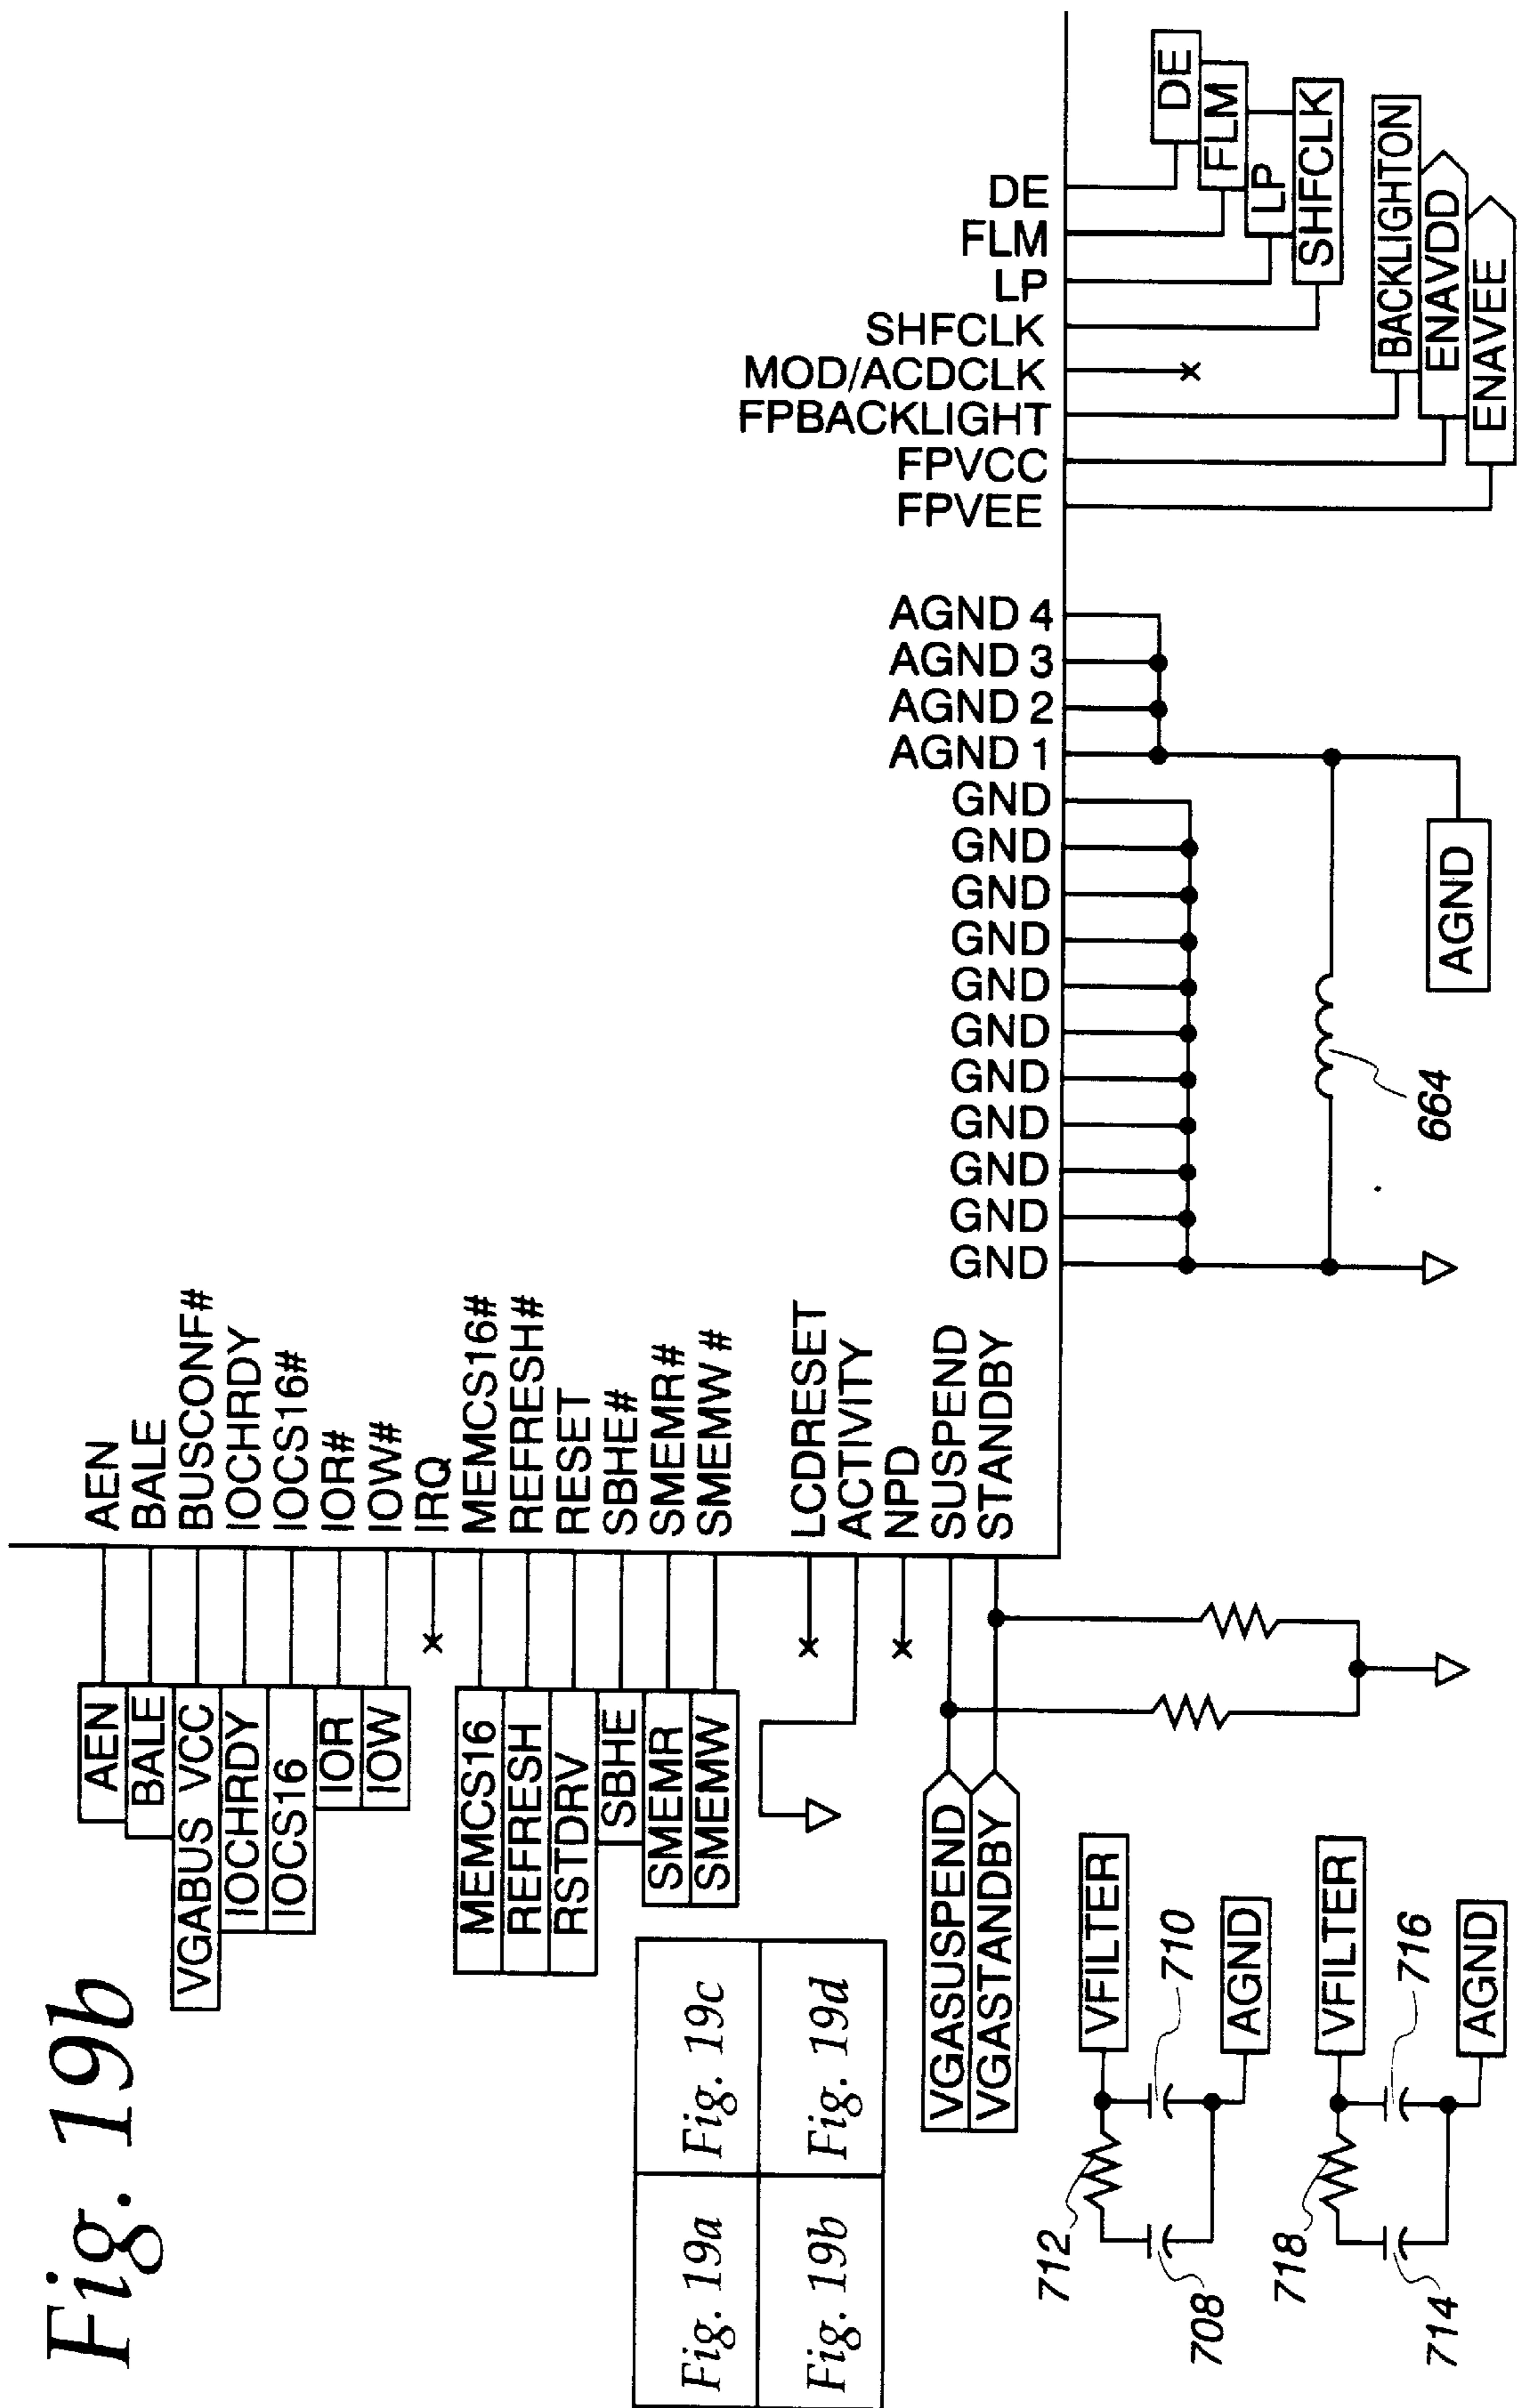 Fig. 19b
AEN AEN
BALE BALE
VGABUS VCC BUSCONF#
IOCHRDY IOCHRDY
IOCS16 IOCS16#
IOR IOR#
IOW IOW#
IRQ
MEMCS16 MEMCS16#
REFRESH REFRESH#
RSTDRV RESET
SBHE SBHE#
SMEMR SMEMR#
SMEMW SMEMW #
LCDRESET
ACTIVITY
NPD
VGASUSPEND SUSPEND
VGASTANDBY STANDBY
Fig. 19a Fig. 19c
Fig. 19b Fig. 19d
GND
GND
GND
GND
GND
GND
GND
GND
GND
GND
GND
AGND 1
AGND 2
AGND 3
AGND 4
FPVEE
FPVCC
FPBACKLIGHT
MOD/ACDCLK
SHFCLK
LP
FLM
DE
DE
FLM
LP
SHFCLK
BACKLIGHTON
ENAVDD
ENAVEE
AGND
664
712
VFILTER
708
710
AGND
718
VFILTER
714
716
AGND